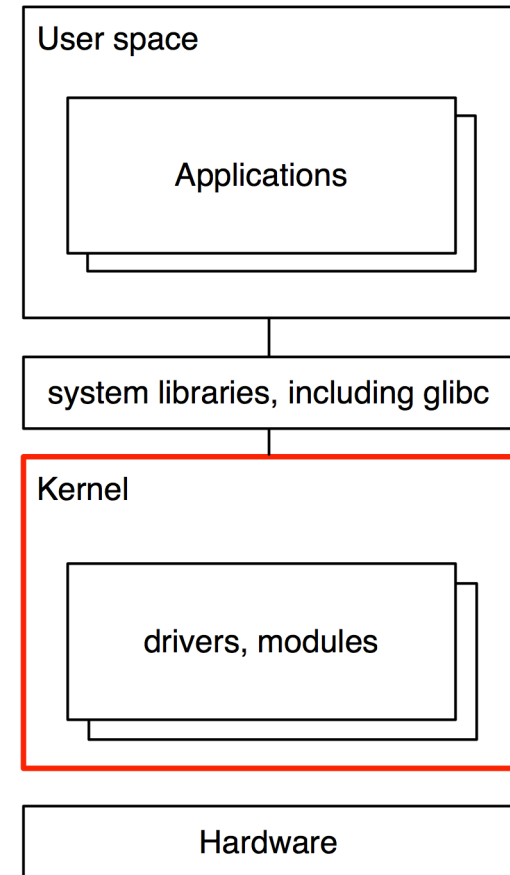 User space
Applications
system libraries, including glibc
Kernel
drivers, modules
Hardware